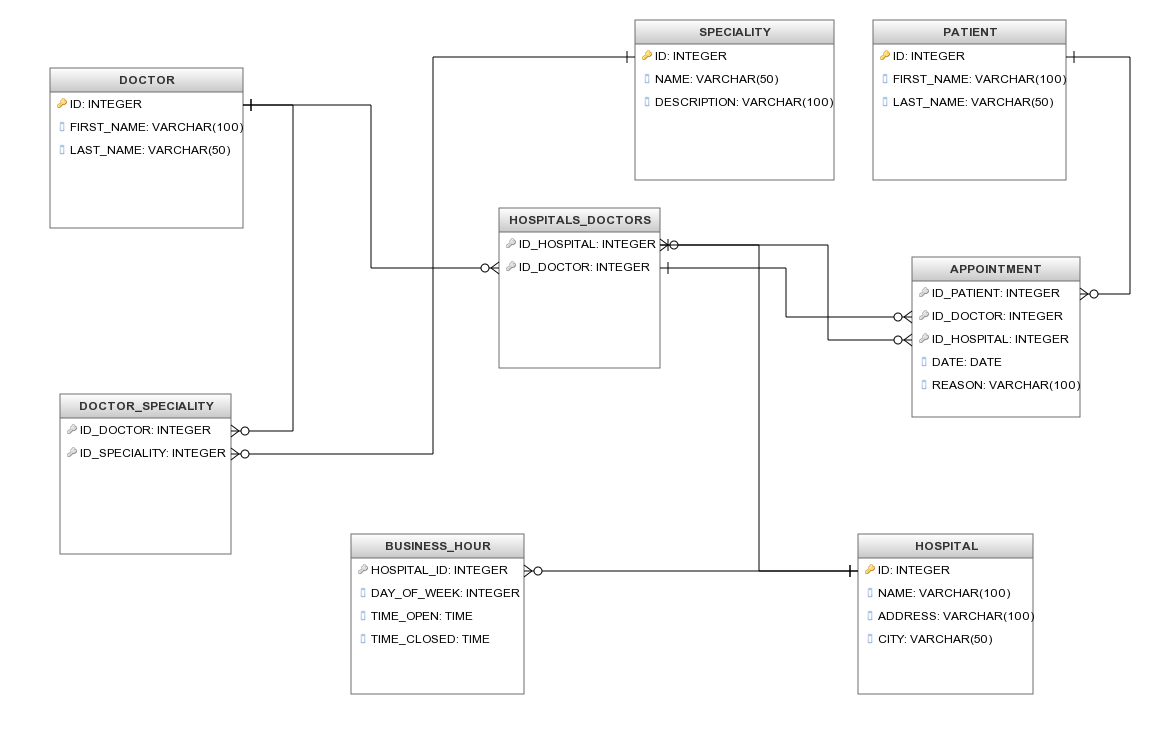 SPECIALITY
ID: INTEGER
NAME: VARCHAR(50)
DESCRIPTION: VARCHAR(100)
PATIENT
ID: INTEGER
FIRST_NAME: VARCHAR(100)
LAST_NAME: VARCHAR(50)
DOCTOR
ID: INTEGER
FIRST_NAME: VARCHAR(100)
LAST_NAME: VARCHAR(50)
HOSPITALS_DOCTORS
ID_HOSPITAL: INTEGER
ID_DOCTOR: INTEGER
APPOINTMENT
ID_PATIENT: INTEGER
ID_DOCTOR: INTEGER
ID_HOSPITAL: INTEGER
DATE: DATE
REASON: VARCHAR(100)
DOCTOR_SPECIALITY
ID_DOCTOR: INTEGER
ID_SPECIALITY: INTEGER
BUSINESS_HOUR
HOSPITAL_ID: INTEGER
DAY_OF_WEEK: INTEGER
TIME_OPEN: TIME
TIME_CLOSED: TIME
HOSPITAL
ID: INTEGER
NAME: VARCHAR(100)
ADDRESS: VARCHAR(100)
CITY: VARCHAR(50)